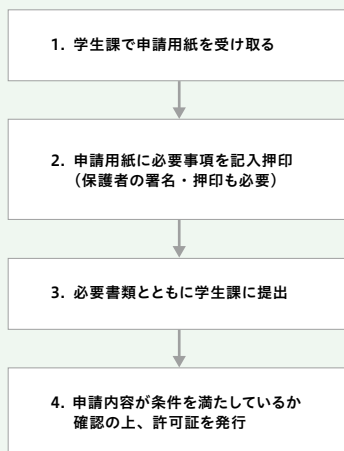 1. 学生課で申請用紙を受け取る
2. 申請用紙に必要事項を記入押印
（保護者の署名・押印も必要）
3. 必要書類とともに学生課に提出
4. 申請内容が条件を満たしているか
確認の上、許可証を発行